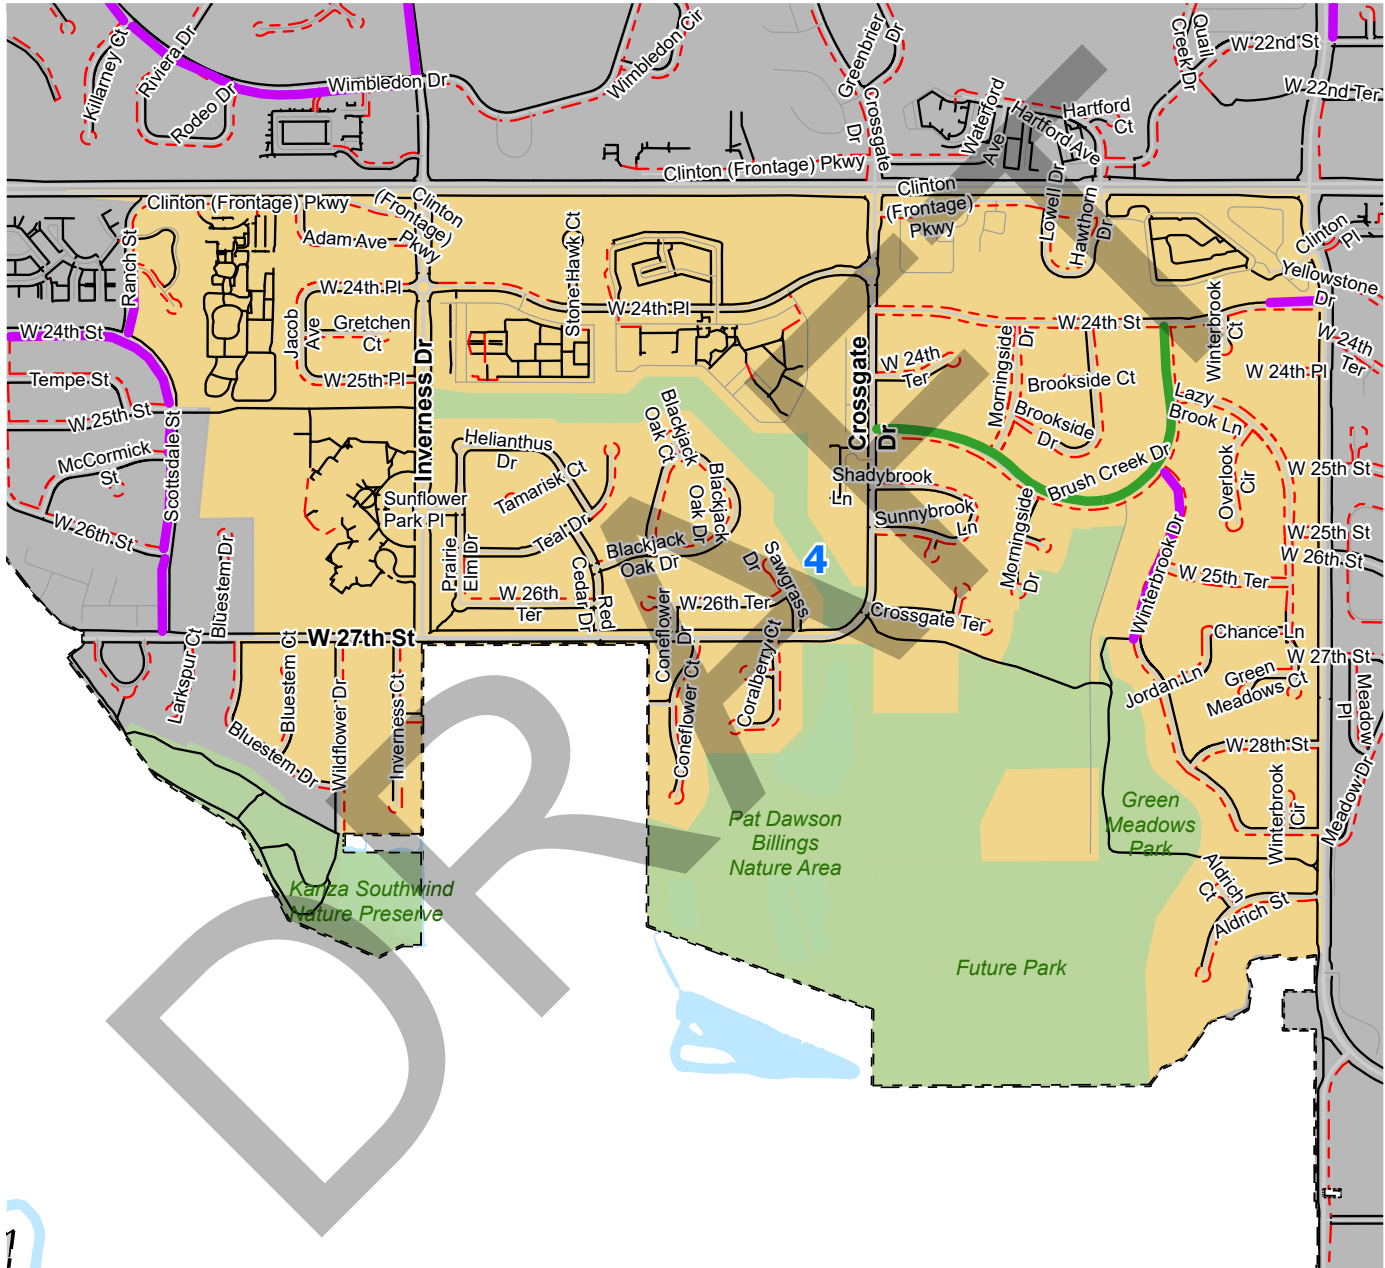 Killarney Ct
Riviera Dr
Rodeo Dr
Wimbledon Dr
Wimbledon Cir
Greenbrier
Dr
Crossgate
Dr
Quail
Creek Dr
W 22nd St
W 22nd Ter
Waterford
Ave
Hartford Ave
Hartford
Ct
Clinton (Frontage) Pkwy
Clinton (Frontage) Pkwy
Clinton
(Frontage)
Pkwy
Clinton
(Frontage)
Pkwy
Lowell Dr
Hawthorn
Dr
Clinton
Pl
Yellowstone
Dr
Ranch St
Adam Ave
Stone Hawk Ct
W 24th Pl
W 24th Pl
W 24th St
W 24th St
Jacob
Ave
Gretchen
Ct
W 25th Pl
Inverness Dr
Crossgate
Dr
W 24th
Ter
Morningside
Dr
Brookside Ct
Brookside
Dr
Winterbrook
Ct
W 24th
Ter
W 24th Pl
Tempe St
W 25th St
McCormick
St
W 26th St
Scottsdale St
Helianthus
Dr
Tamarisk Ct
Teal Dr
Sunflower
Park Pl
Prairie
Elm Dr
Blackjack
Oak Ct
Blackjack
Oak Dr
Blackjack
Oak Dr
Shadybrook
Ln
Sunnybrook
Ln
Brush Creek Dr
Lazy
Brook Ln
Overlook
Cir
W 25th St
W 25th St
W 26th St
Bluestem Dr
W 26th
Ter
Red
Cedar Dr
W 26th Ter
Sawgrass
Dr
4
Morningside
Dr
Winterbrook Dr
W 25th Ter
Crossgate Ter
W 27th St
Chance Ln
W 27th St
Larkspur Ct
Bluestem Ct
Bluestem Dr
Wildflower Dr
Inverness Ct
Coneflower
Dr
Coneflower Ct
Coralberry Ct
Jordan Ln
Green
Meadows Ct
Meadow
Pl
W 28th St
Winterbrook
Cir
Meadow Dr
Green
Meadows
Park
Pat Dawson
Billings
Nature Area
Kanza Southwind
Nature Preserve
Aldrich
Ct
Aldrich St
Future Park
DRAFT